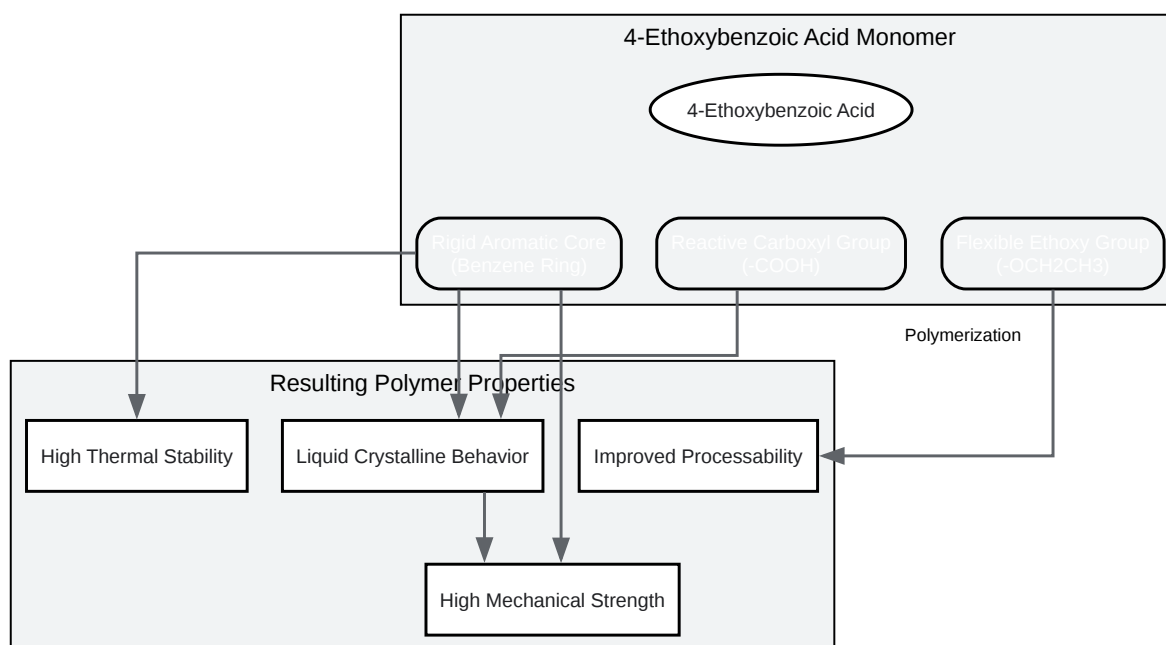 4-Ethoxybenzoic Acid Monomer
4-Ethoxybenzoic Acid
Rigid Aromatic Core
(Benzene Ring)
Reactive Carboxyl Group
(-COOH)
Flexible Ethoxy Group
(-OCH2CH3)
Polymerization
Resulting Polymer Properties
High Thermal Stability
Liquid Crystalline Behavior
Improved Processability
High Mechanical Strength